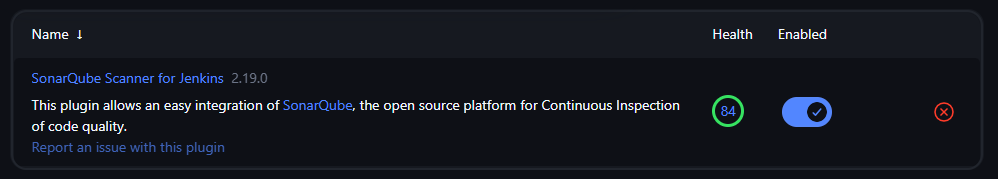 Name ↓ Health Enabled
SonarQube Scanner for Jenkins 2.19.0
This plugin allows an easy integration of SonarQube, the open source platform for Continuous Inspection
of code quality.
84
Report an issue with this plugin